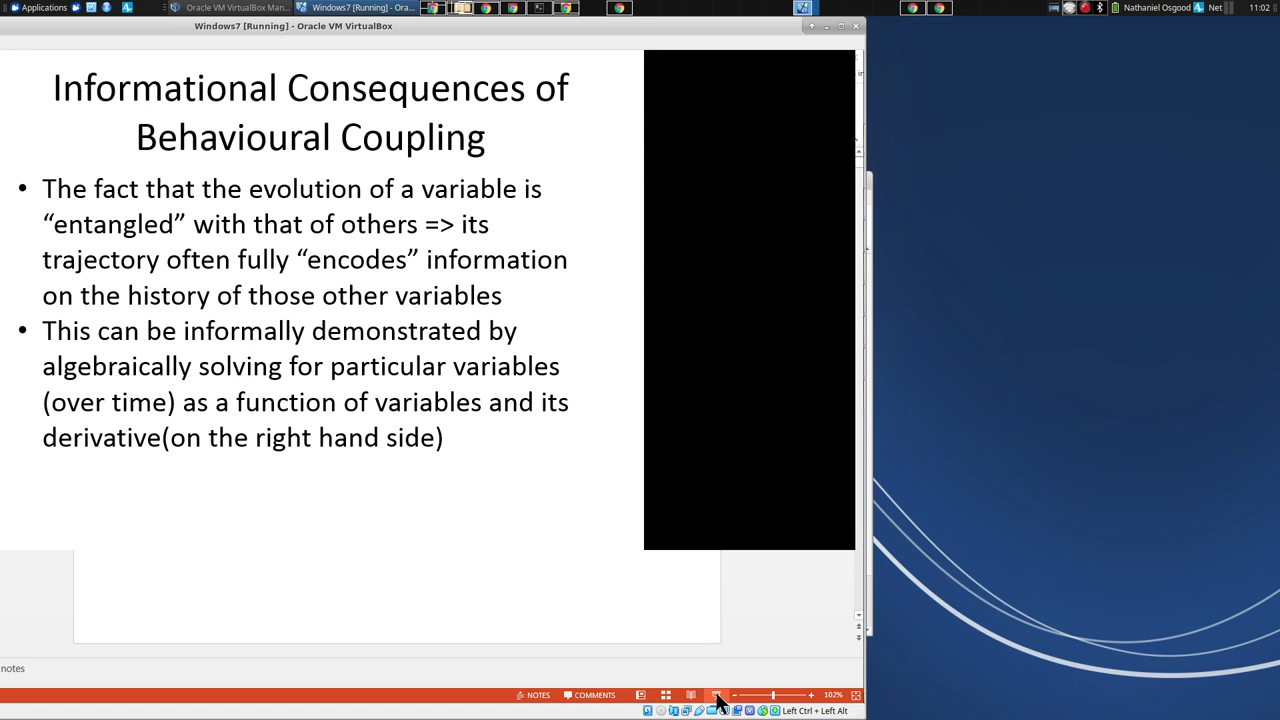 Applications
Oracle VM VirtualBox Man...
Windows7 [Running] - Ora...
Nathaniel Osgood
Net
11:02
Windows7 [Running] - Oracle VM VirtualBox
Informational Consequences of
Behavioural Coupling
• The fact that the evolution of a variable is
“entangled” with that of others => its
trajectory often fully “encodes” information
on the history of those other variables
• This can be informally demonstrated by
algebraically solving for particular variables
(over time) as a function of variables and its
derivative(on the right hand side)
notes
NOTES
COMMENTS
102%
Left Ctrl + Left Alt